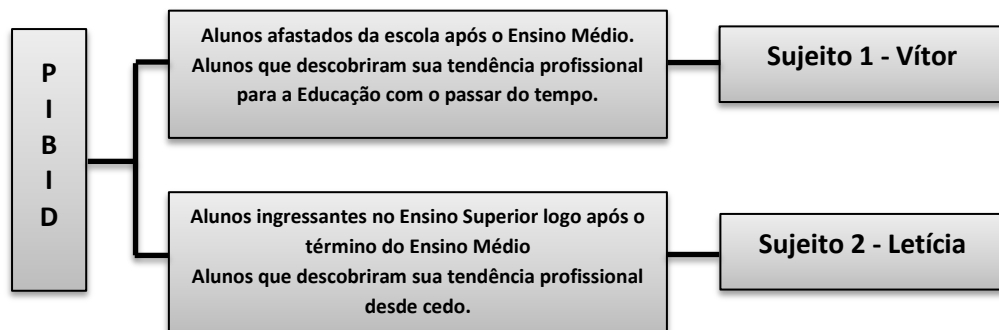 P
I
B
I
D
Alunos afastados da escola após o Ensino Médio.
Alunos que descobriram sua tendência profissional
para a Educação com o passar do tempo.
Sujeito 1 - Vítor
Alunos ingressantes no Ensino Superior logo após o
término do Ensino Médio
Alunos que descobriram sua tendência profissional
desde cedo.
Sujeito 2 - Letícia